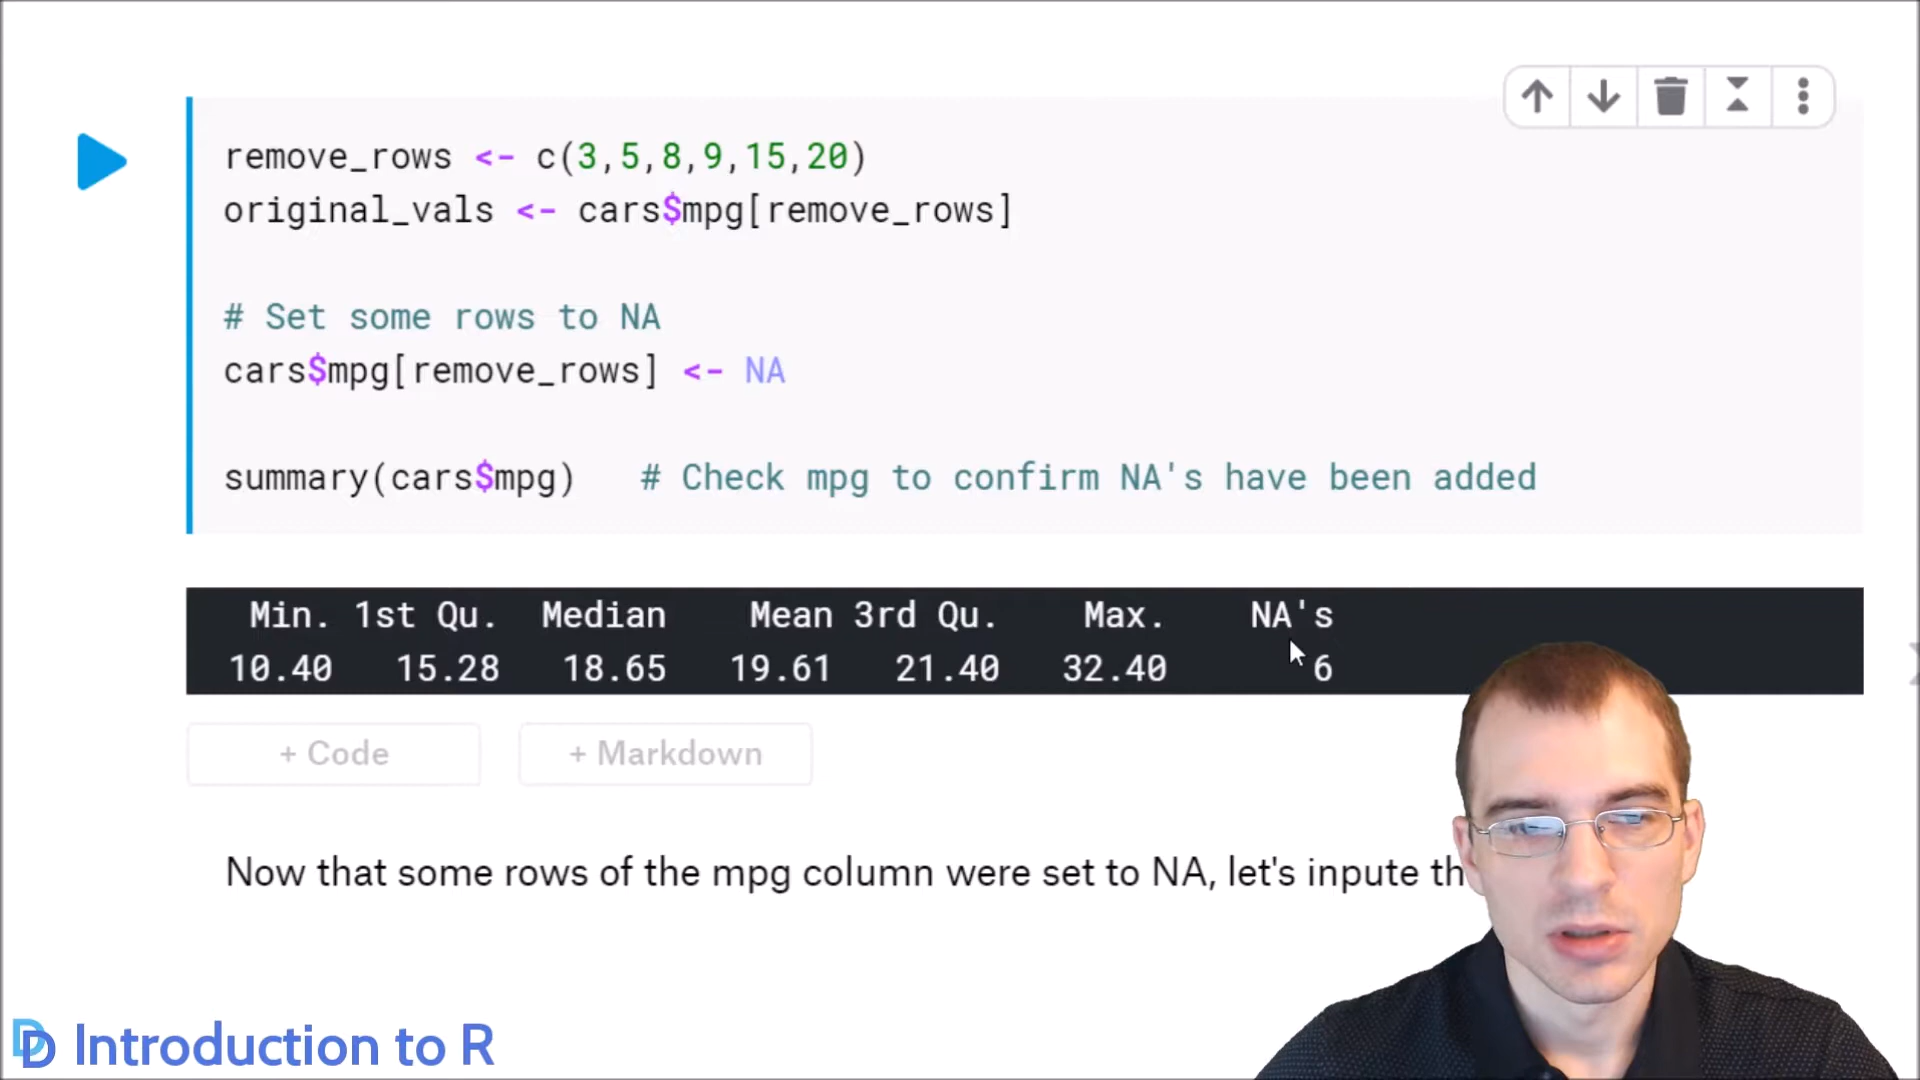 remove_rows <- c(3,5,8,9,15,20)
original_vals <- cars$mpg[remove_rows]
# Set some rows to NA
cars$mpg[remove_rows] <- NA
summary(cars$mpg)   # Check mpg to confirm NA's have been added
Min. 1st Qu. Median Mean 3rd Qu. Max. NA's
10.40 15.28 18.65 19.61 21.40 32.40 6
+ Code + Markdown
Now that some rows of the mpg column were set to NA, let's inpute th
Introduction to R